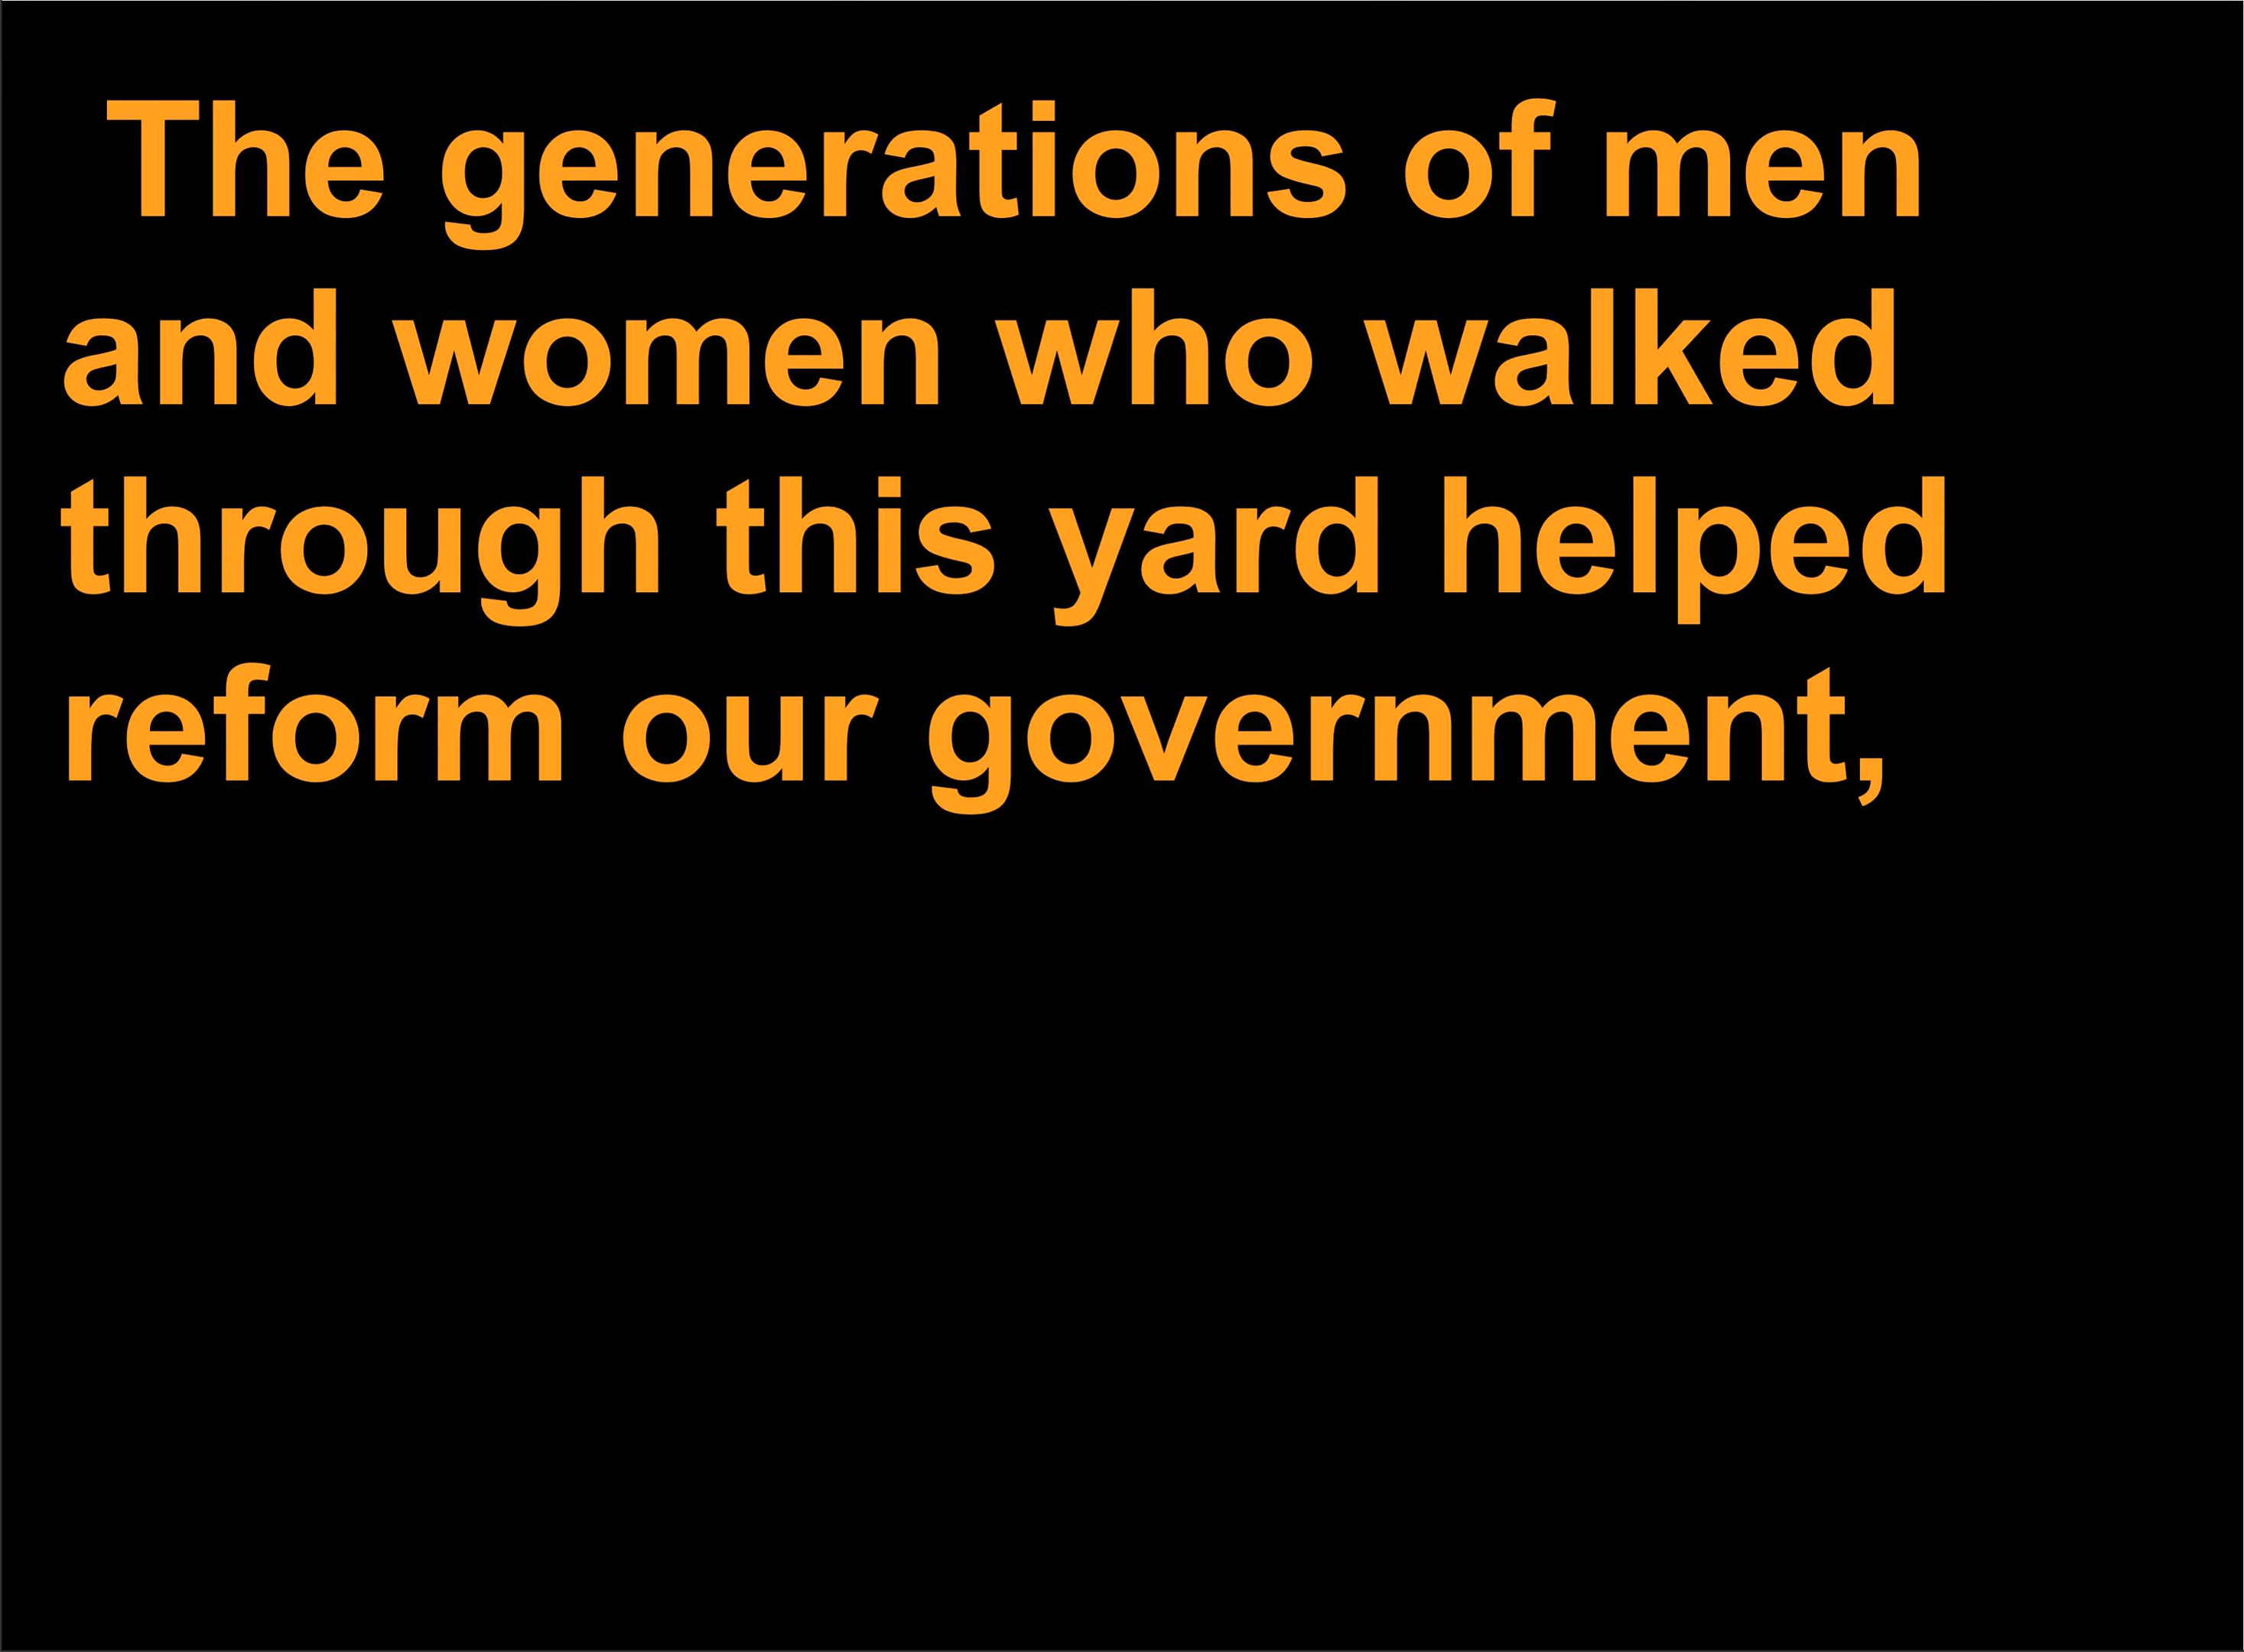 The generations of men
and women who walked
through this yard helped
reform our government,